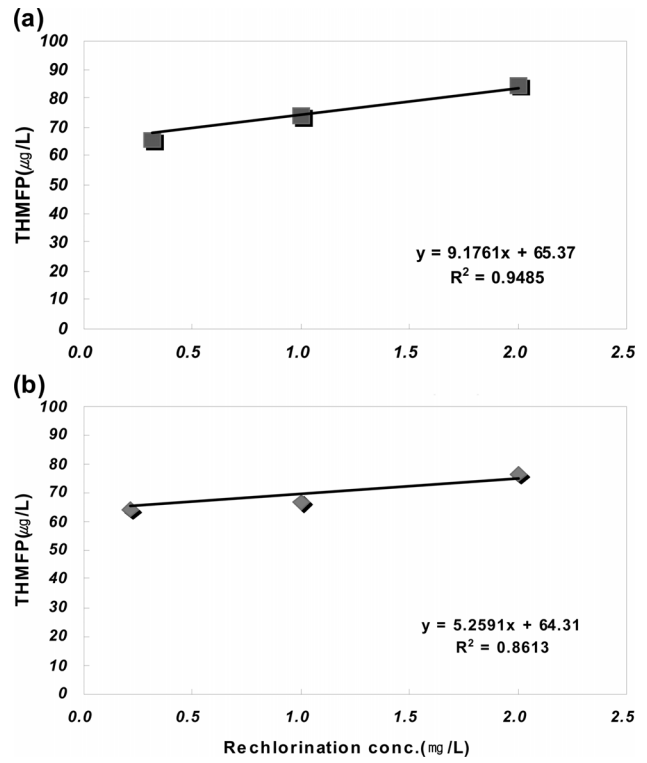 (a)
100
90
80
70
60
50
40
30
20
10
0
THMFP(㎍/L)
y = 9.1761x + 65.37
R² = 0.9485
0.0 0.5 1.0 1.5 2.0 2.5
(b)
100
90
80
70
60
50
40
30
20
10
0
THMFP(㎍/L)
y = 5.2591x + 64.31
R² = 0.8613
0.0 0.5 1.0 1.5 2.0 2.5
Rechlorination conc.(㎎/L)